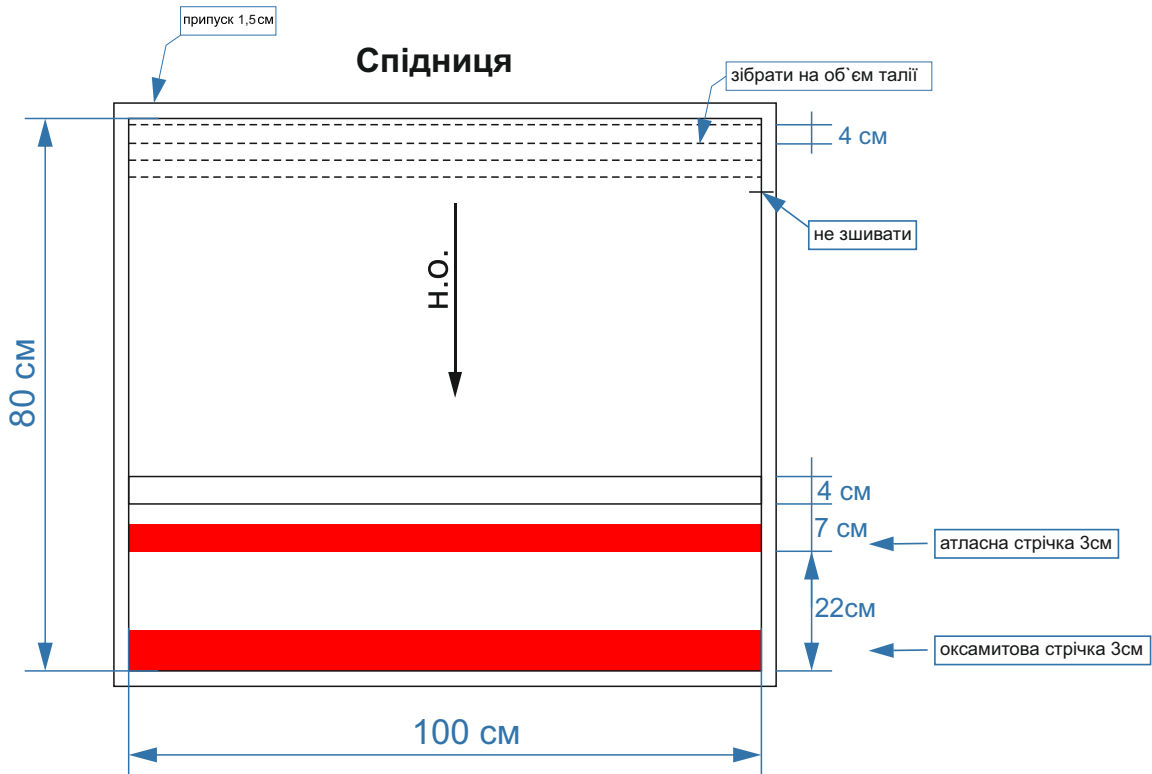 припуск 1,5см
Спідниця
зібрати на об`єм талії
4 см
не зшивати
н.о.
80 см
4 см
7 см
атласна стрічка 3см
22см
оксамитова стрічка 3см
100 см